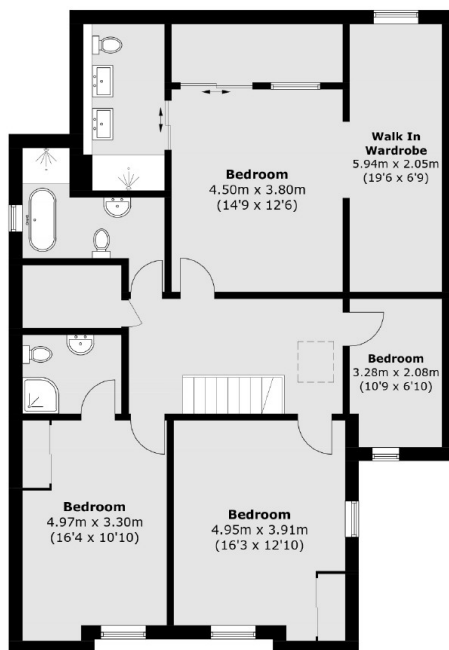 Walk In
Wardrobe
5.94m x 2.05m
(19'6 x 6'9)
Bedroom
4.50m x 3.80m
(14'9 x 12'6)
Bedroom
3.28m x 2.08m
(10'9 x 6'10)
Bedroom
4.97m x 3.30m
(16'4 x 10'10)
Bedroom
4.95m x 3.91m
(16'3 x 12'10)